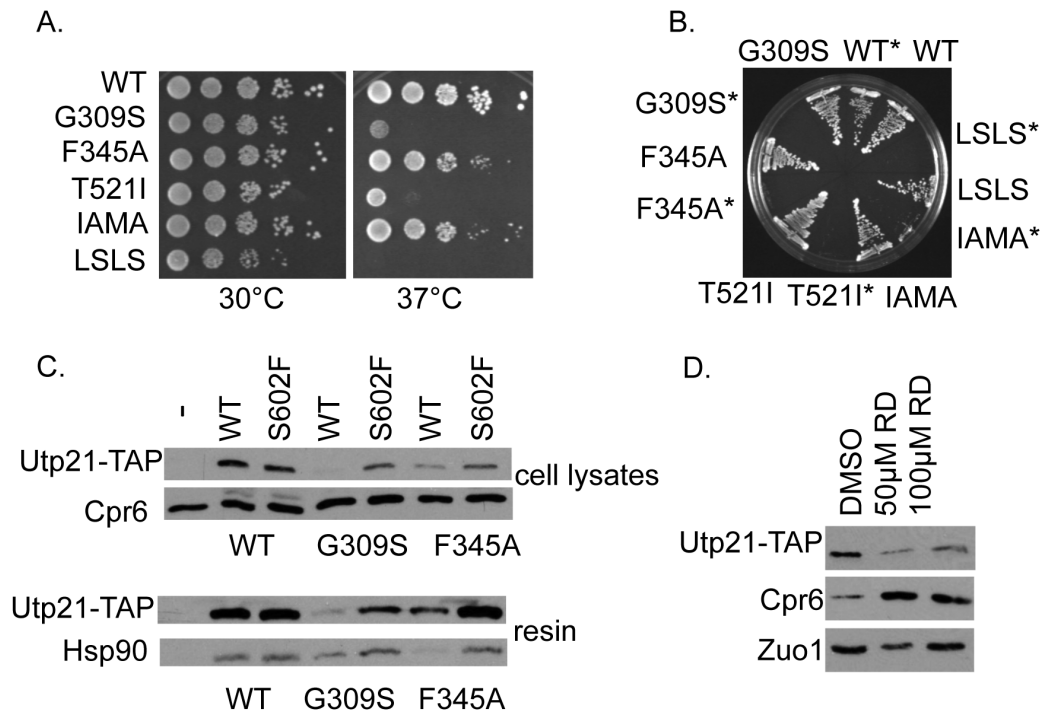 A.
WT
G309S
F345A
T521I
IAMA
LSLS
30°C 37°C
B.
G309S WT* WT
G309S*
F345A
F345A*
LSLS*
LSLS
IAMA*
T521I T521I* IAMA
C.
- WT S602F WT S602F WT S602F
Utp21-TAP
cell lysates
Cpr6
WT G309S F345A
Utp21-TAP
resin
Hsp90
WT G309S F345A
D.
DMSO 50µM RD 100µM RD
Utp21-TAP
Cpr6
Zuo1